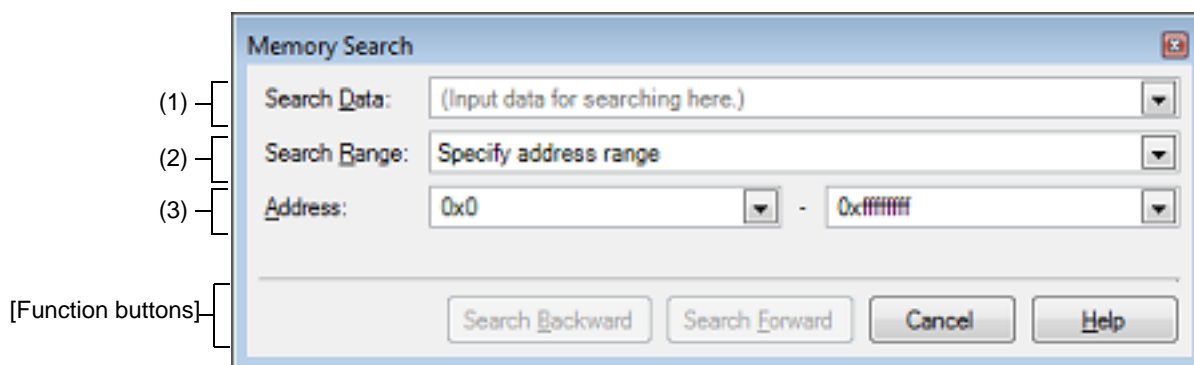 Memory Search
(1) Search Data: (Input data for searching here.)
(2) Search Range: Specify address range
(3) Address: 0x0 - 0xffffffff
[Function buttons] Search Backward Search Forward Cancel Help